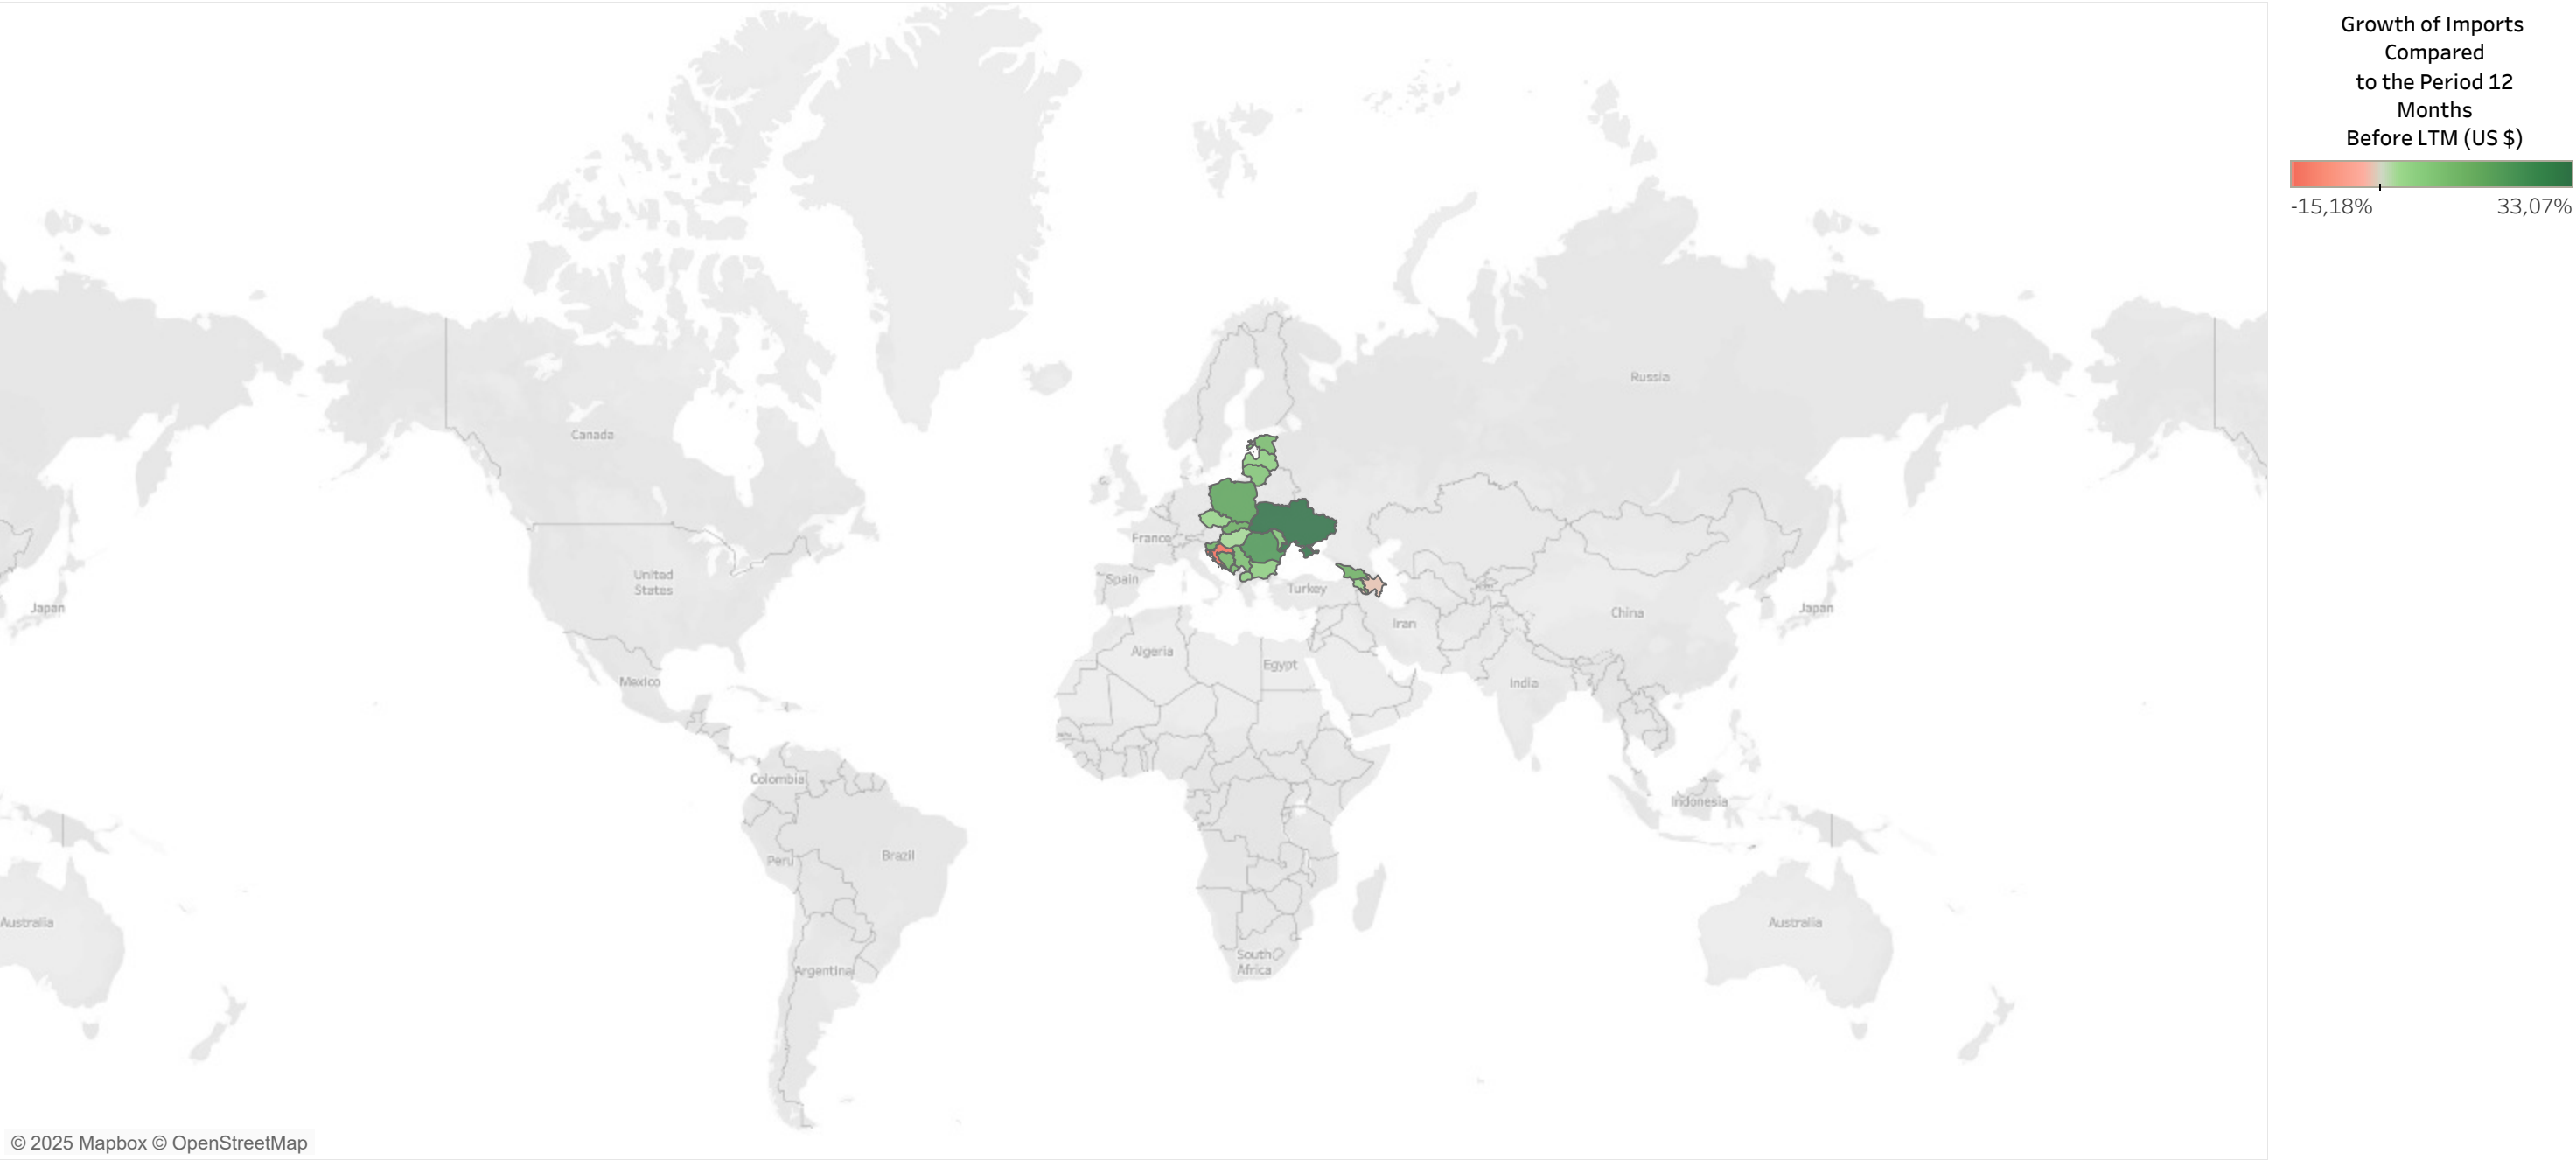 Growth of Imports
Compared
to the Period 12
Months
Before LTM (US $)
-15,18% 33,07%
Russia
Canada
France
United
States
Spain
Turkey
Japan
China
Japan
Iran
Algeria
Egypt
Mexico
India
Colombia
Indonesia
Peru
Brazil
Australia
Australia
South
Africa
Argentina
© 2025 Mapbox © OpenStreetMap